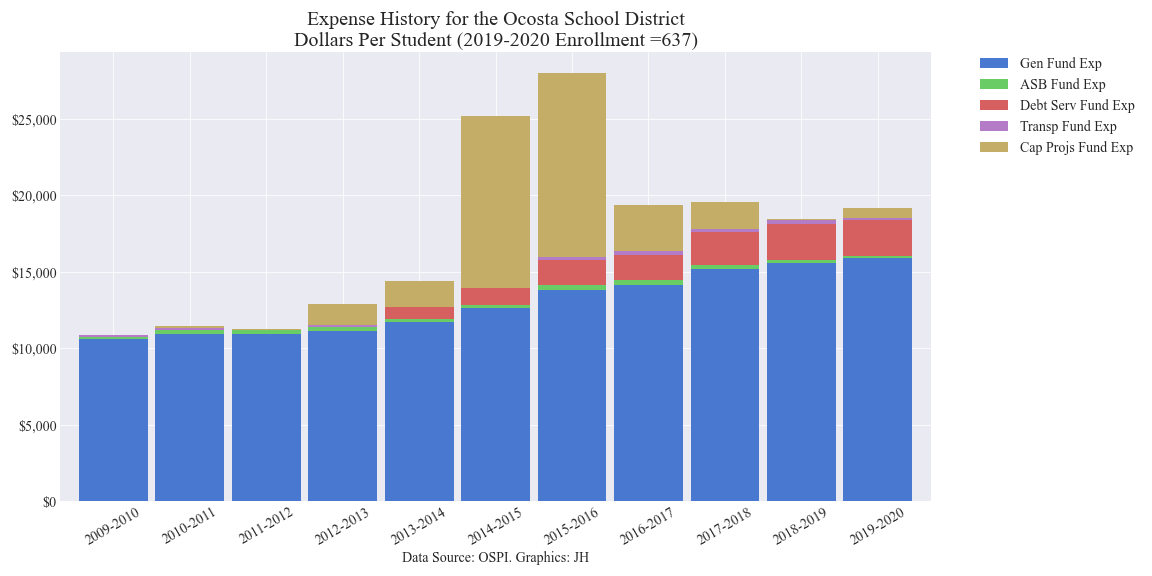 Expense History for the Ocosta School District
Dollars Per Student (2019-2020 Enrollment =637)
Gen Fund Exp
ASB Fund Exp
Debt Serv Fund Exp
Transp Fund Exp
Cap Projs Fund Exp
$25,000
$20,000
$15,000
$10,000
$5,000
$0
2009-2010
2010-2011
2011-2012
2012-2013
2013-2014
2014-2015
2015-2016
2016-2017
2017-2018
2018-2019
2019-2020
Data Source: OSPI. Graphics: JH